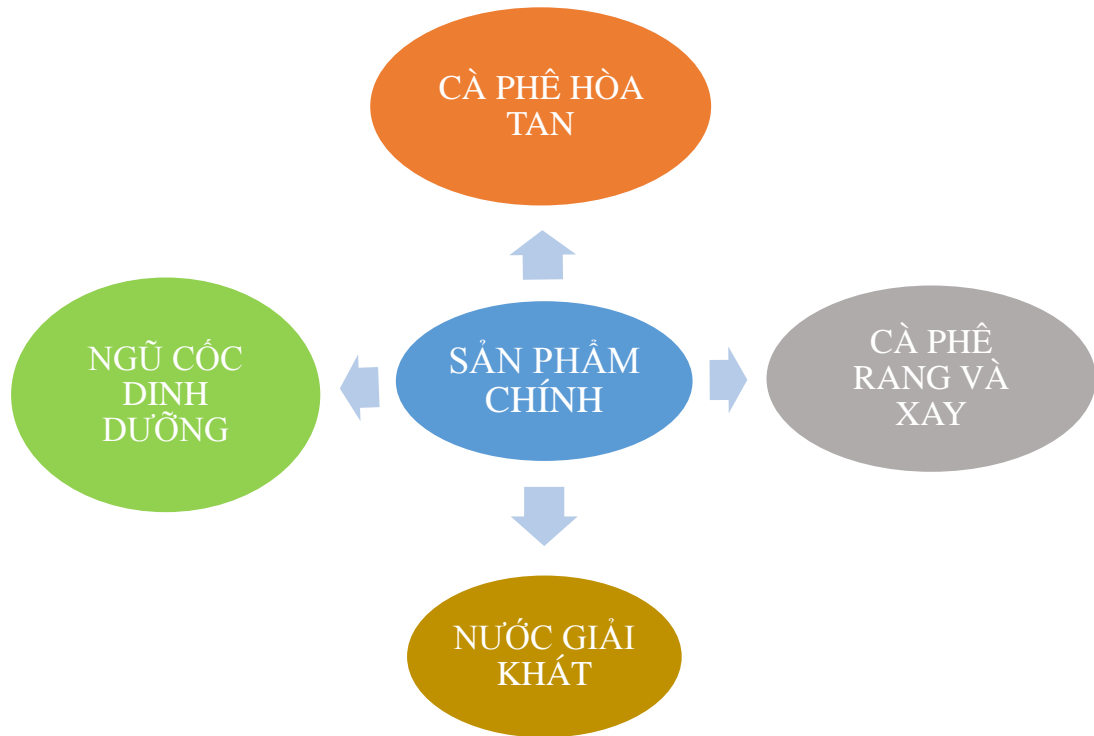 CÀ PHÊ HÒA
TAN
NGŨ CỐC
DINH
DƯỠNG
SẢN PHẨM
CHÍNH
CÀ PHÊ
RANG VÀ
XAY
NƯỚC GIẢI
KHÁT